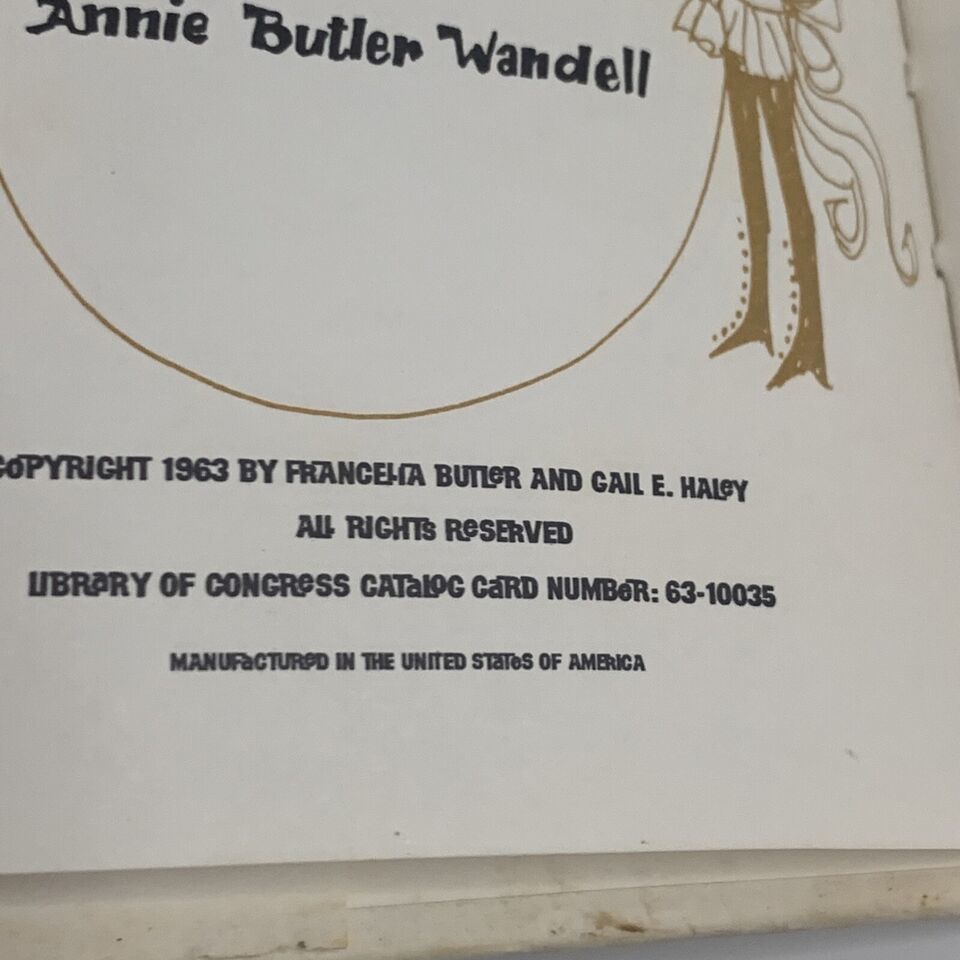 Annie Butler Wandell
COPYRIGHT 1963 BY FRANCELIA BUTLER AND GAIL E. HALEY
ALL RIGHTS RESERVED
LIBRARY OF CONGRESS CATALOG CARD NUMBER: 63-10035
MANUFACTURED IN THE UNITED STATES OF AMERICA